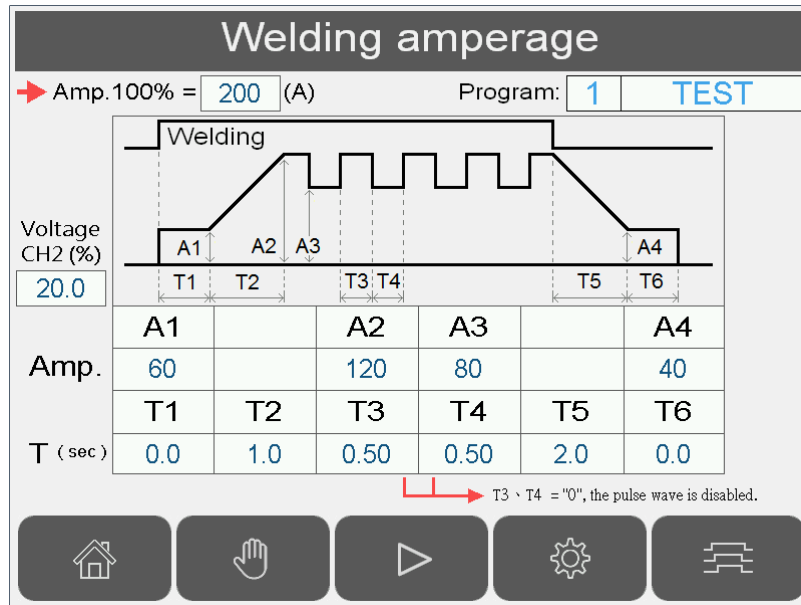 Welding amperage
Amp.100% = 200 (A) Program: 1 TEST
Welding
Voltage
CH2 (%)
20.0
A1 A2 A3 A4
T1 T2 T3 T4 T5 T6
A1 A2 A3 A4
Amp. 60 120 80 40
T1 T2 T3 T4 T5 T6
T (sec) 0.0 1.0 0.50 0.50 2.0 0.0
T3、T4 = "0", the pulse wave is disabled.